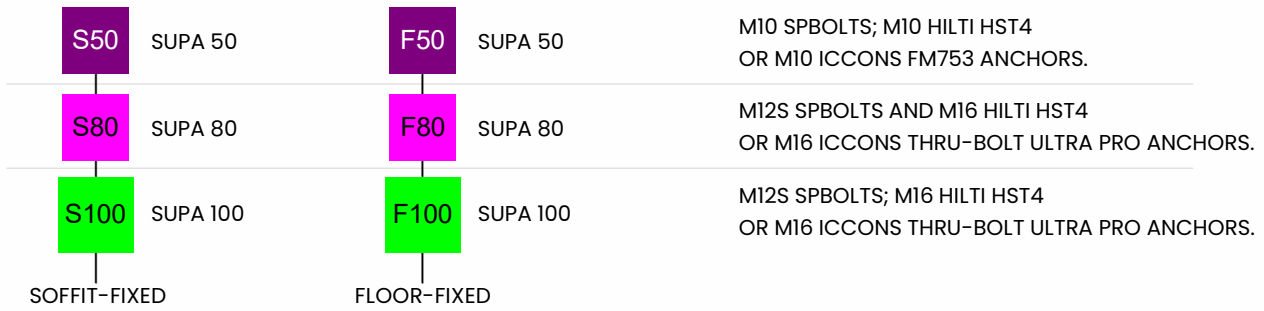 S50 SUPA 50 F50 SUPA 50 M10 SPBOLTS; M10 HILTI HST4
OR M10 ICCONS FM753 ANCHORS.
S80 SUPA 80 F80 SUPA 80 M12S SPBOLTS AND M16 HILTI HST4
OR M16 ICCONS THRU-BOLT ULTRA PRO ANCHORS.
S100 SUPA 100 F100 SUPA 100 M12S SPBOLTS; M16 HILTI HST4
OR M16 ICCONS THRU-BOLT ULTRA PRO ANCHORS.
SOFFIT-FIXED FLOOR-FIXED